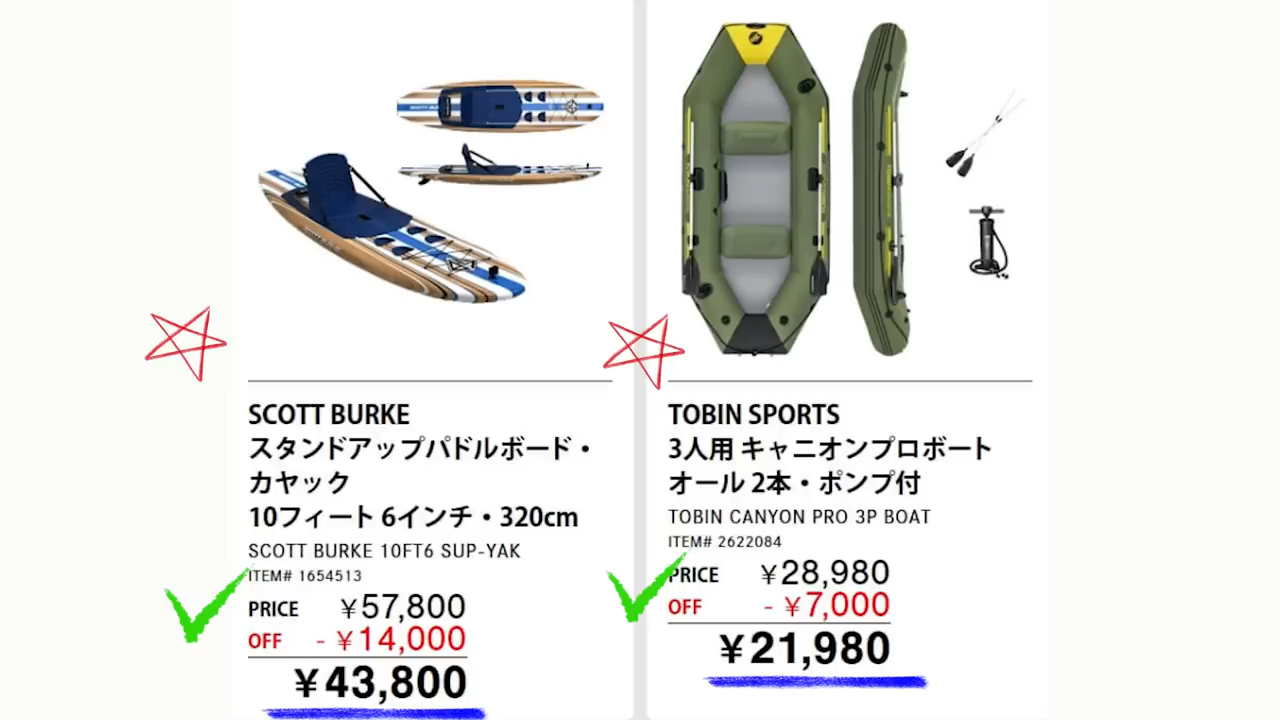 SCOTT BURKE
スタンドアップパドルボード・
カヤック
10フィート 6インチ・320cm
SCOTT BURKE 10FT6 SUP-YAK
ITEM# 1654513
PRICE ¥57,800
OFF - ¥14,000
¥43,800
TOBIN SPORTS
3人用 キャニオンプロボート
オール 2本・ポンプ付
TOBIN CANYON PRO 3P BOAT
ITEM# 2622084
PRICE ¥28,980
OFF - ¥7,000
¥21,980